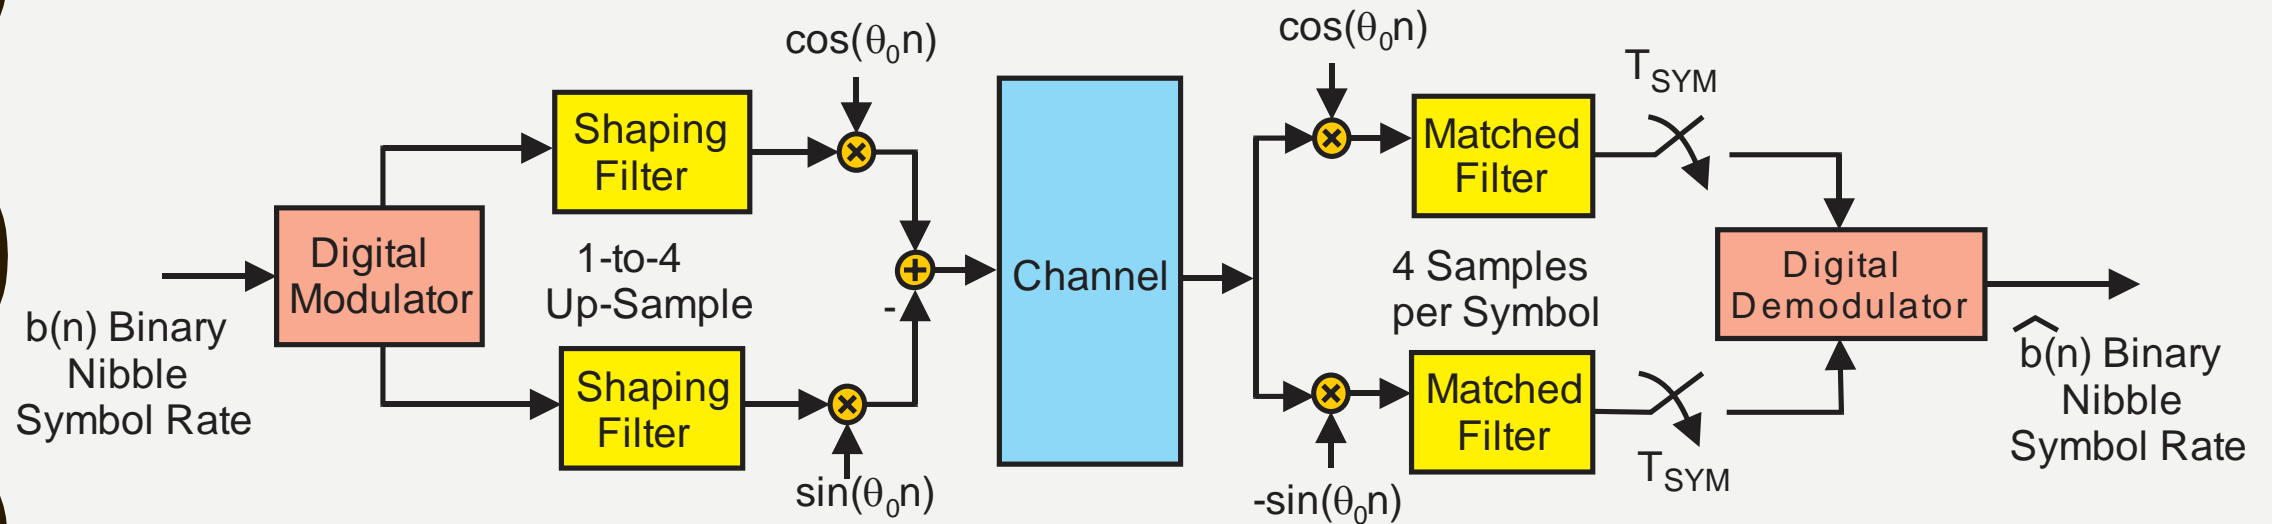 cos(θ₀n)
cos(θ₀n)
T_SYM
Shaping
Filter
Matched
Filter
Digital
Modulator
1-to-4
Up-Sample
+
-
Channel
4 Samples
per Symbol
Digital
Demodulator
b(n) Binary
Nibble
Symbol Rate
Shaping
Filter
Matched
Filter
b̂(n) Binary
Nibble
Symbol Rate
sin(θ₀n)
-sin(θ₀n)
T_SYM